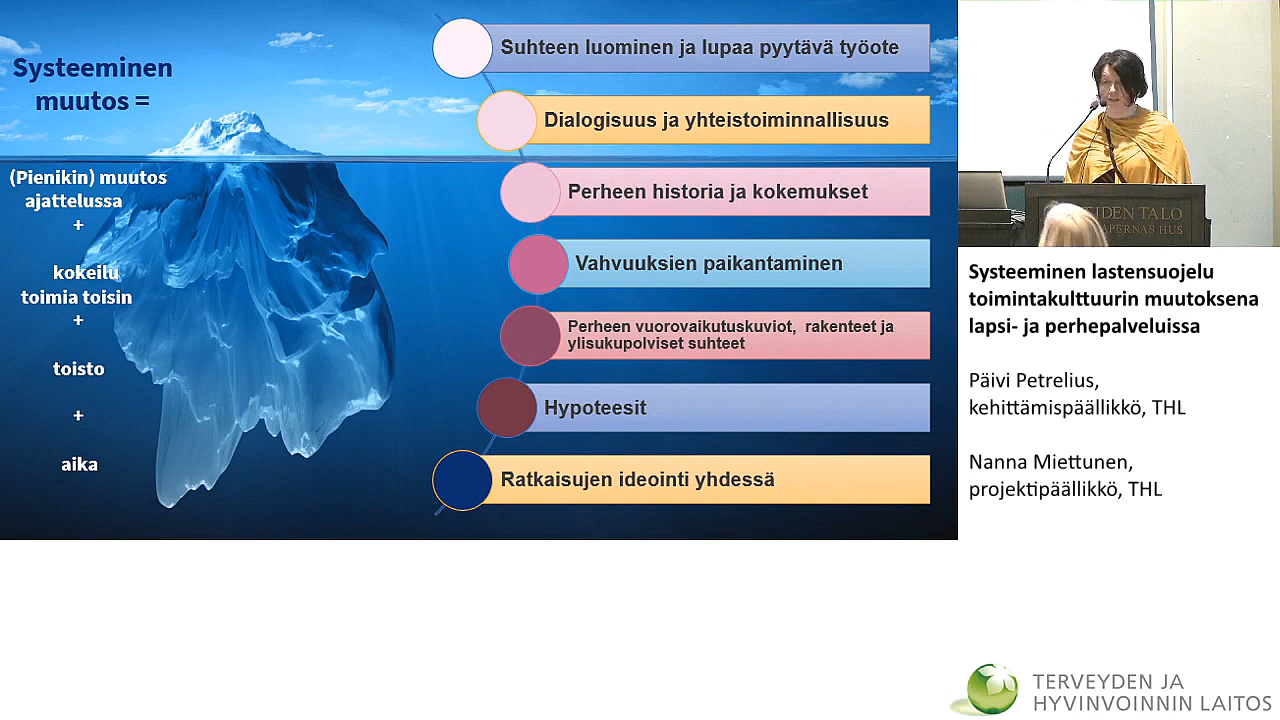 Systeeminen
muutos =
(Pienikin) muutos
ajattelussa
+
kokeilu
toimia toisin
+
toisto
+
aika
Suhteen luominen ja lupaa pyytävä työote
Dialogisuus ja yhteistoiminnallisuus
Perheen historia ja kokemukset
Vahvuuksien paikantaminen
Perheen vuorovaikutuskuviot, rakenteet ja
ylisukupolviset suhteet
Hypoteesit
Ratkaisujen ideointi yhdessä
TALO
HUS
Systeeminen lastensuojelu
toimintakulttuurin muutoksena
lapsi- ja perhepalveluissa
Päivi Petrelius,
kehittämispäällikkö, THL
Nanna Miettunen,
projektipäällikkö, THL
TERVEYDEN JA
HYVINVOINNIN LAITOS